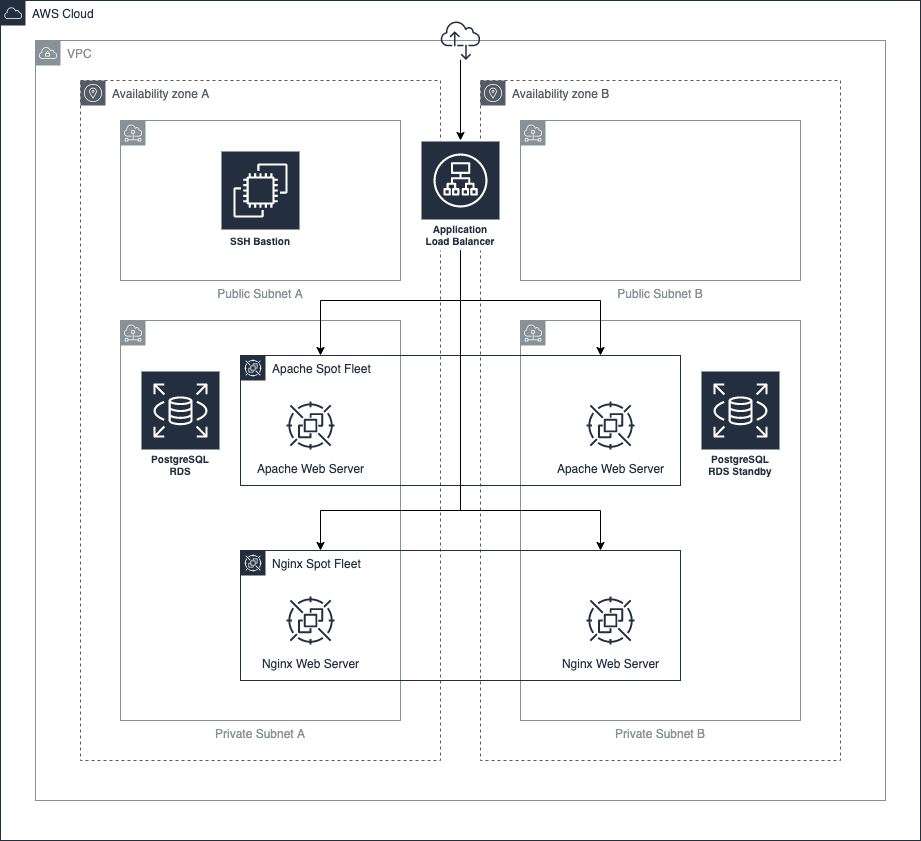 AWS Cloud
VPC
Availability zone A
Availability zone B
SSH Bastion
Application
Load Balancer
Public Subnet A
Public Subnet B
Apache Spot Fleet
PostgreSQL
RDS
Apache Web Server
Apache Web Server
PostgreSQL
RDS Standby
Nginx Spot Fleet
Nginx Web Server
Nginx Web Server
Private Subnet A
Private Subnet B